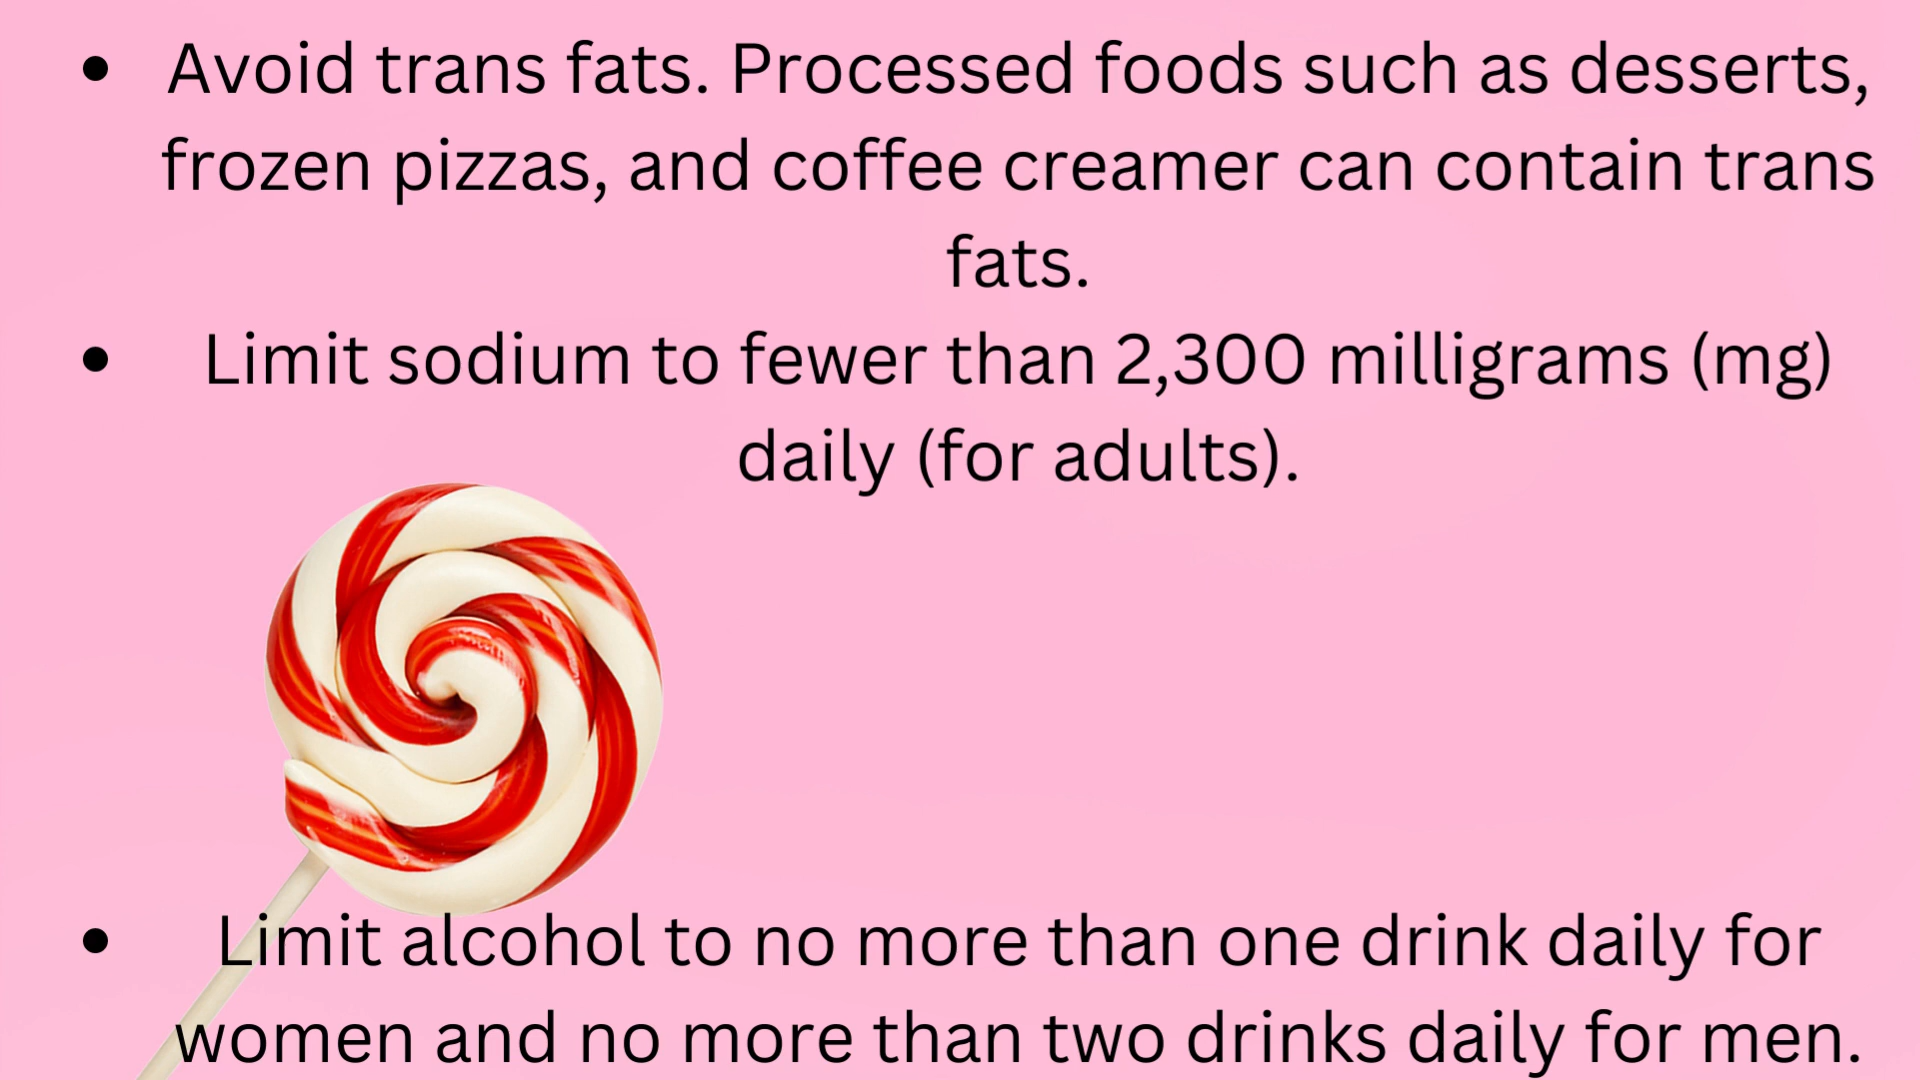 • Avoid trans fats. Processed foods such as desserts,
frozen pizzas, and coffee creamer can contain trans
fats.
• Limit sodium to fewer than 2,300 milligrams (mg)
daily (for adults).
• Limit alcohol to no more than one drink daily for
women and no more than two drinks daily for men.